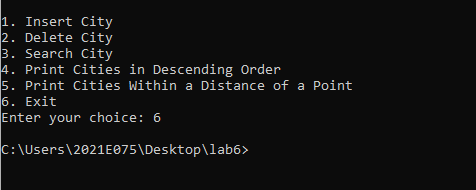 1. Insert City
2. Delete City
3. Search City
4. Print Cities in Descending Order
5. Print Cities Within a Distance of a Point
6. Exit
Enter your choice: 6
C:\Users\2021E075\Desktop\lab6>